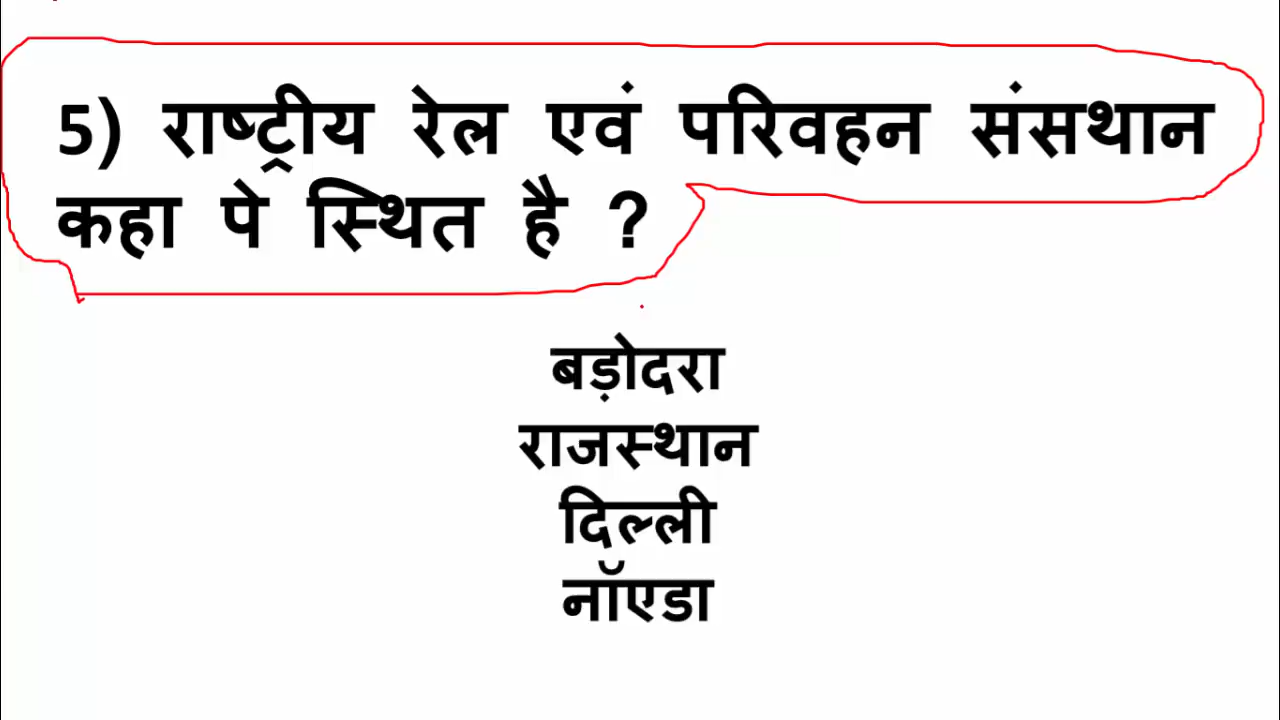 5) राष्ट्रीय रेल एवं परिवहन संसथान
कहा पे स्थित है ?
बड़ोदरा
राजस्थान
दिल्ली
नॉएडा